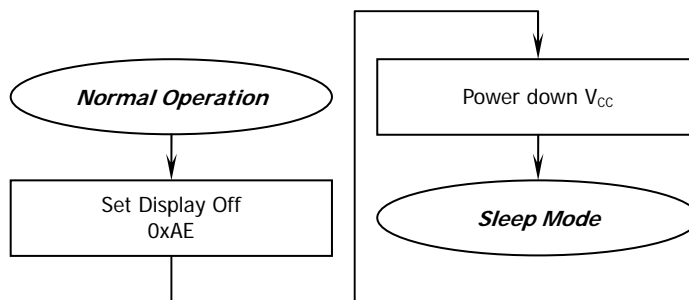 Normal Operation
Set Display Off
0xAE
Power down V<sub>CC</sub>
Sleep Mode